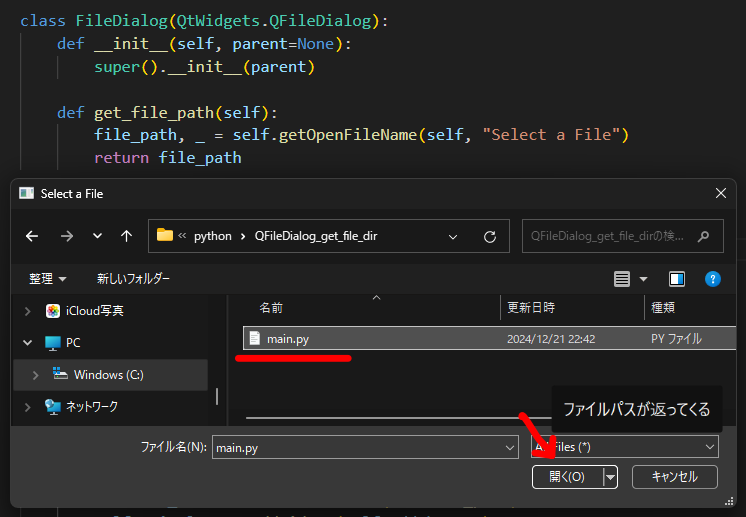 class FileDialog(QtWidgets.QFileDialog):
def __init__(self, parent=None):
super().__init__(parent)
def get_file_path(self):
file_path, _ = self.getOpenFileName(self, "Select a File")
return file_path
Select a File
« python › QFileDialog_get_file_dir
QFileDialog_get_file_dirの検...
整理 新しいフォルダー
名前 更新日時 種類
iCloud写真
main.py 2024/12/21 22:42 PY ファイル
PC
Windows (C:)
ネットワーク
ファイルパスが返ってくる
ファイル名(N): main.py
Files (*)
開く(O) キャンセル